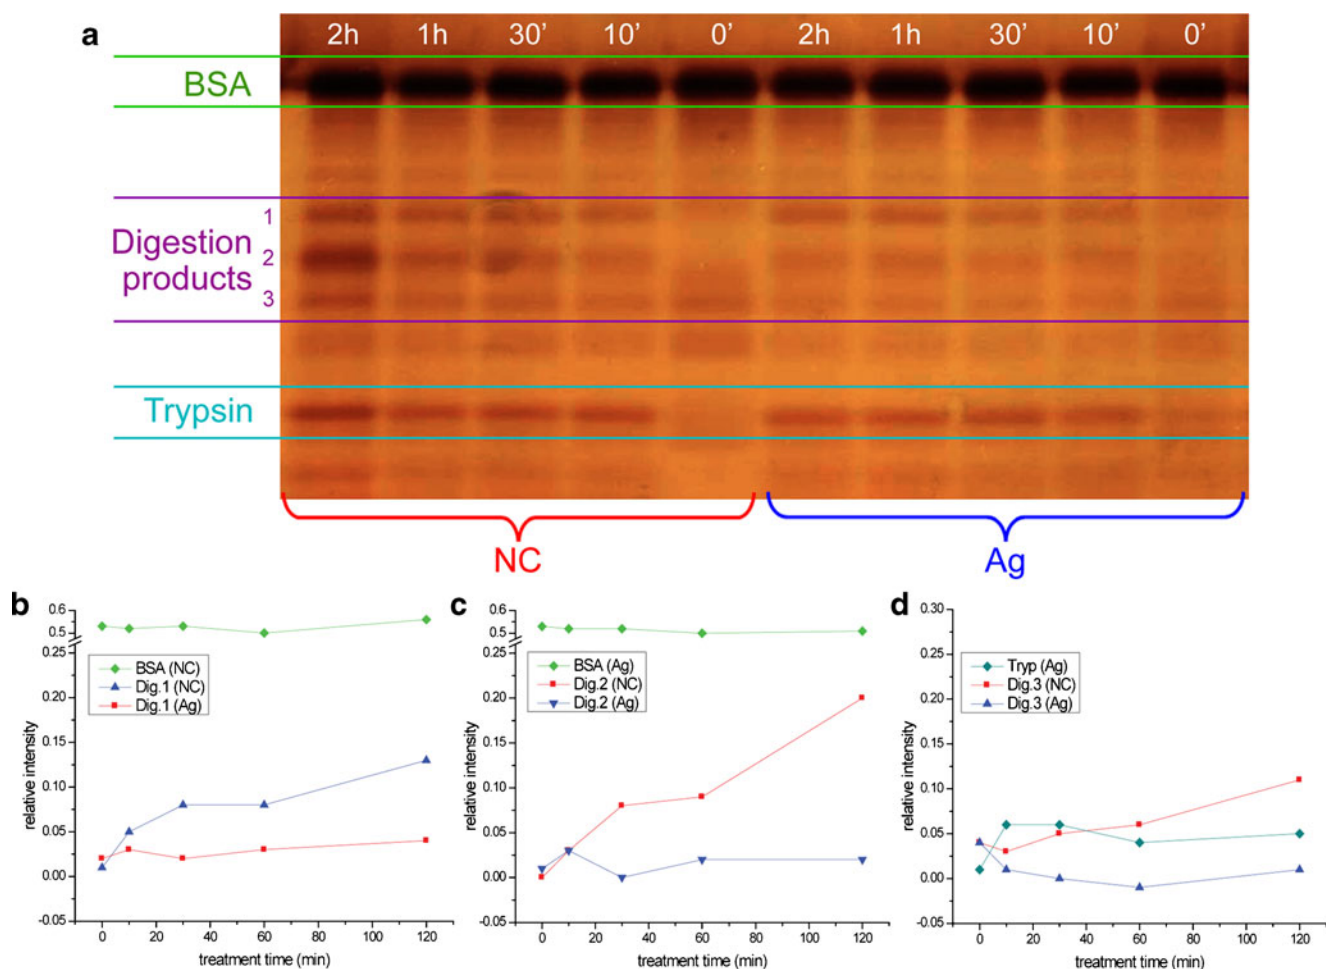 a
2h 1h 30' 10' 0' 2h 1h 30' 10' 0'
BSA
Digestion
products
1
2
3
Trypsin
NC
Ag
b
0.6
0.5
BSA (NC)
Dig.1 (NC)
Dig.1 (Ag)
0.20
0.15
0.10
0.05
0.00
-0.05
relative intensity
0 20 40 60 80 100 120
treatment time (min)
c
0.6
0.5
BSA (Ag)
Dig.2 (NC)
Dig.2 (Ag)
0.20
0.15
0.10
0.05
0.00
-0.05
relative intensity
0 20 40 60 80 100 120
treatment time (min)
d
0.30
0.25
Tryp (Ag)
Dig.3 (NC)
Dig.3 (Ag)
0.20
0.15
0.10
0.05
0.00
-0.05
relative intensity
0 20 40 60 80 100 120
treatment time (min)